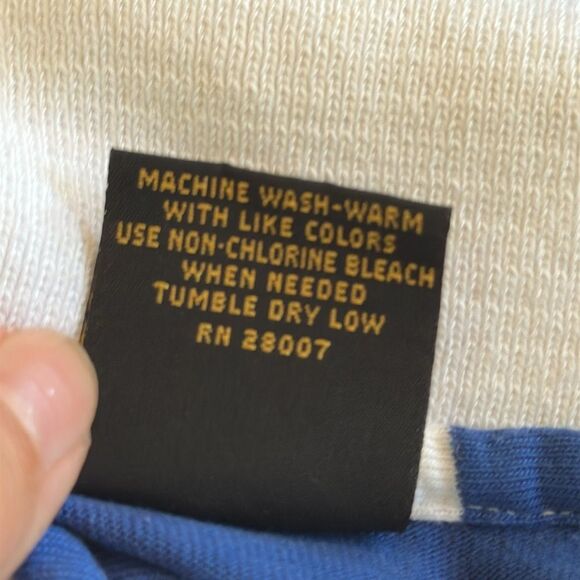 MACHINE WASH-WARM
WITH LIKE COLORS
USE NON-CHLORINE BLEACH
WHEN NEEDED
TUMBLE DRY LOW
RN 28007